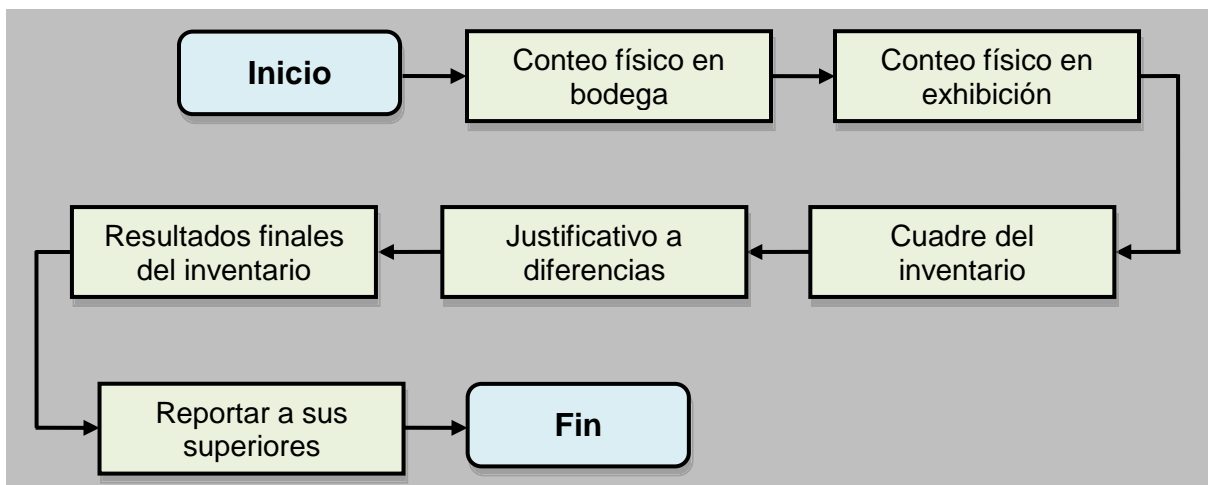 Inicio
Conteo físico en
bodega
Conteo físico en
exhibición
Resultados finales
del inventario
Justificativo a
diferencias
Cuadre del
inventario
Reportar a sus
superiores
Fin